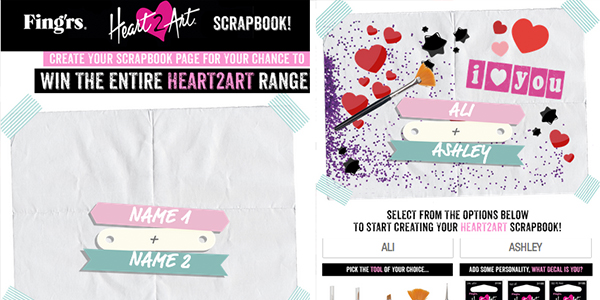 Fing'rs. Heart2Art. SCRAPBOOK!
CREATE YOUR SCRAPBOOK PAGE FOR YOUR CHANCE TO
WIN THE ENTIRE HEART2ART RANGE
NAME 1
+
NAME 2
i you
ALI
+
ASHLEY
SELECT FROM THE OPTIONS BELOW
TO START CREATING YOUR HEART2ART SCRAPBOOK!
ALI
ASHLEY
PICK THE TOOL OF YOUR CHOICE...
ADD SOME PERSONALITY, WHAT DECAL IS YOU?